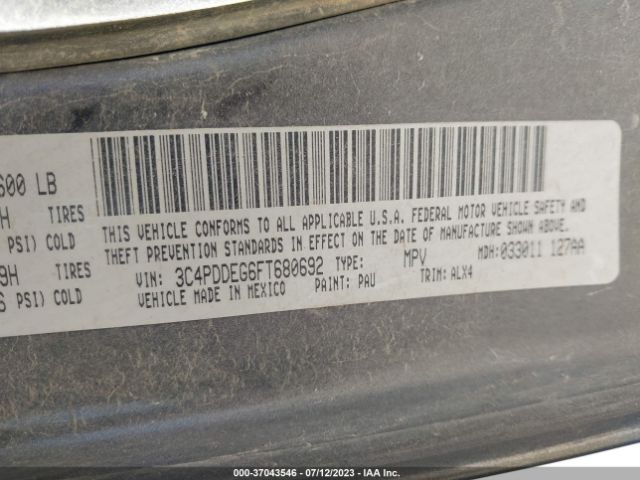 600 LB
H TIRES
PSI) COLD
9H TIRES
PSI) COLD
THIS VEHICLE CONFORMS TO ALL APPLICABLE U.S.A. FEDERAL MOTOR VEHICLE SAFETY AND
THEFT PREVENTION STANDARDS IN EFFECT ON THE DATE OF MANUFACTURE SHOWN ABOVE.
VIN: 3C4PDDEG6FT680692 TYPE: MPV MDH:033011 127AA
VEHICLE MADE IN MEXICO PAINT: PAU TRIM: ALX4
000-37043546 - 07/12/2023 - IAA Inc.